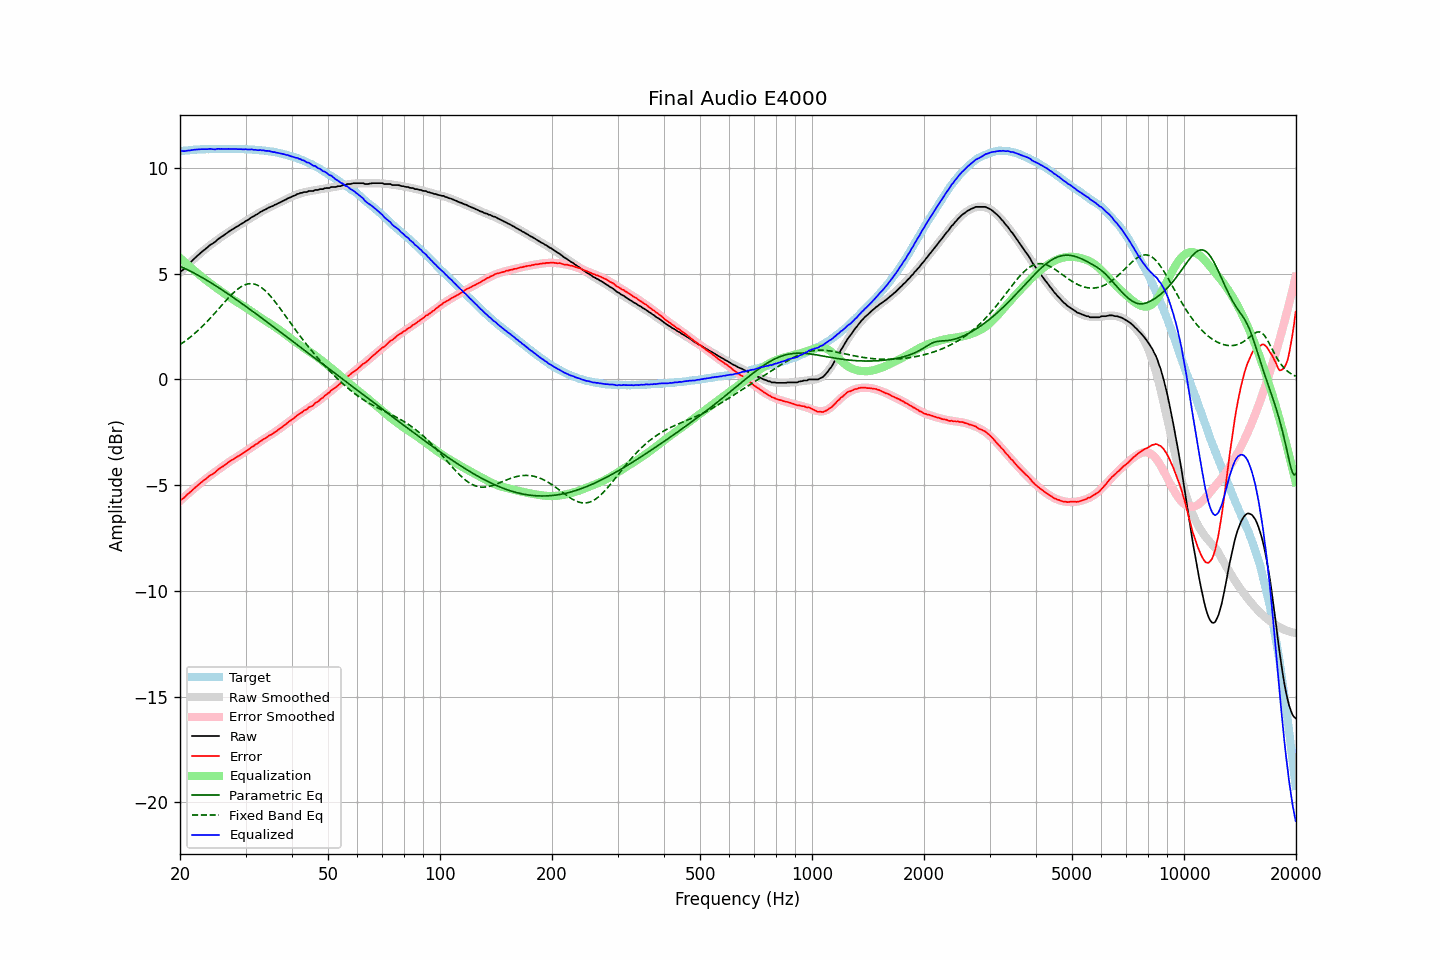 Final Audio E4000
Amplitude (dBr)
10
5
0
−5
−10
−15
−20
Target
Raw Smoothed
Error Smoothed
Raw
Error
Equalization
Parametric Eq
Fixed Band Eq
Equalized
20 50 100 200 500 1000 2000 5000 10000 20000
Frequency (Hz)